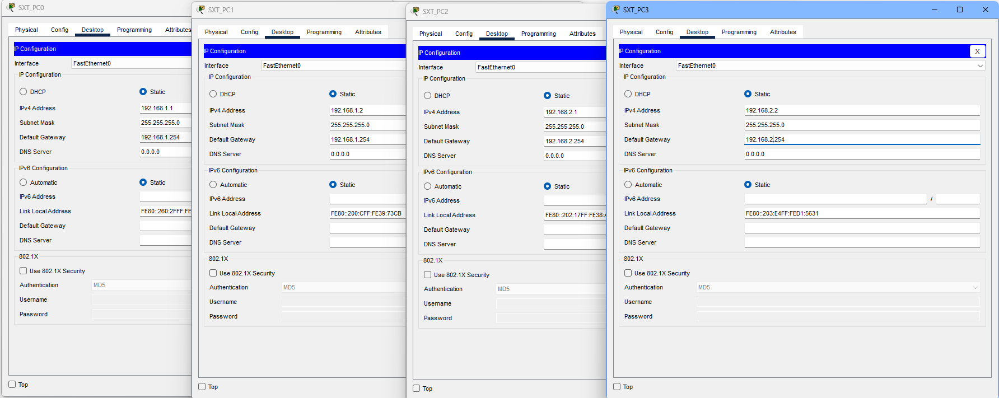 SXT_PC0
Physical Config Desktop Programming Attributes
IP Configuration
Interface FastEthernet0
IP Configuration
DHCP Static
IPv4 Address 192.168.1.1
Subnet Mask 255.255.255.0
Default Gateway 192.168.1.254
DNS Server 0.0.0.0
IPv6 Configuration
Automatic Static
IPv6 Address
Link Local Address FE80::260:2FFF:FE
Default Gateway
DNS Server
802.1X
Use 802.1X Security
Authentication MD5
Username
Password
Top
SXT_PC1
Physical Config Desktop Programming Attributes
IP Configuration
Interface FastEthernet0
IP Configuration
DHCP Static
IPv4 Address 192.168.1.2
Subnet Mask 255.255.255.0
Default Gateway 192.168.1.254
DNS Server 0.0.0.0
IPv6 Configuration
Automatic Static
IPv6 Address
Link Local Address FE80::200:CFF:FE39:73CB
Default Gateway
DNS Server
802.1X
Use 802.1X Security
Authentication MD5
Username
Password
Top
SXT_PC2
Physical Config Desktop Programming Attributes
IP Configuration
Interface FastEthernet0
IP Configuration
DHCP Static
IPv4 Address 192.168.2.1
Subnet Mask 255.255.255.0
Default Gateway 192.168.2.254
DNS Server 0.0.0.0
IPv6 Configuration
Automatic Static
IPv6 Address
Link Local Address FE80::202:17FF:FE38:
Default Gateway
DNS Server
802.1X
Use 802.1X Security
Authentication MD5
Username
Password
Top
SXT_PC3
Physical Config Desktop Programming Attributes
IP Configuration X
Interface FastEthernet0
IP Configuration
DHCP Static
IPv4 Address 192.168.2.2
Subnet Mask 255.255.255.0
Default Gateway 192.168.2.254
DNS Server 0.0.0.0
IPv6 Configuration
Automatic Static
IPv6 Address /
Link Local Address FE80::203:E4FF:FED1:5631
Default Gateway
DNS Server
802.1X
Use 802.1X Security
Authentication MD5
Username
Password
Top